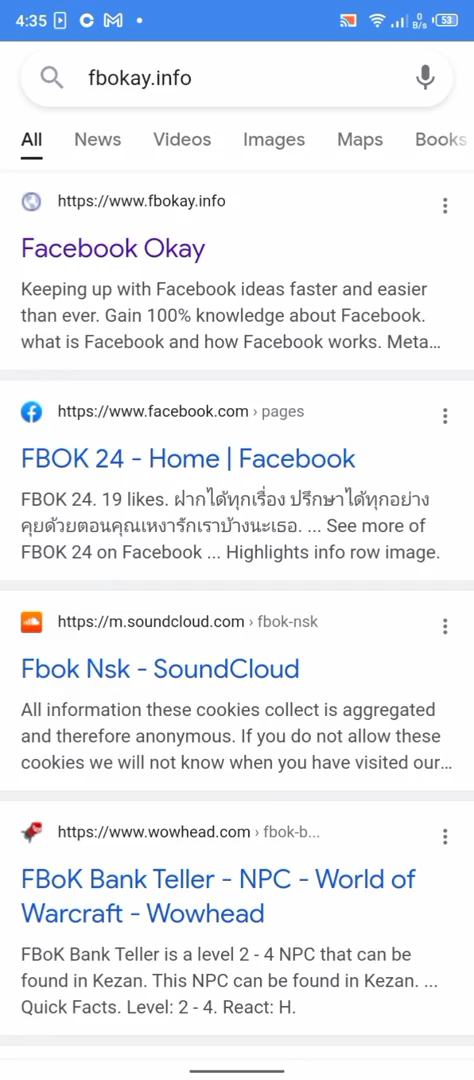 4:35
0
B/s
53
fbokay.info
All News Videos Images Maps Books
https://www.fbokay.info
Facebook Okay
Keeping up with Facebook ideas faster and easier
than ever. Gain 100% knowledge about Facebook.
what is Facebook and how Facebook works. Meta...
https://www.facebook.com › pages
FBOK 24 - Home | Facebook
FBOK 24. 19 likes. ฝากได้ทุกเรื่อง ปรึกษาได้ทุกอย่าง
คุยด้วยตอนคุณเหงารักเราบ้างนะเธอ. ... See more of
FBOK 24 on Facebook ... Highlights info row image.
https://m.soundcloud.com › fbok-nsk
Fbok Nsk - SoundCloud
All information these cookies collect is aggregated
and therefore anonymous. If you do not allow these
cookies we will not know when you have visited our...
https://www.wowhead.com › fbok-b...
FBoK Bank Teller - NPC - World of
Warcraft - Wowhead
FBoK Bank Teller is a level 2 - 4 NPC that can be
found in Kezan. This NPC can be found in Kezan. ...
Quick Facts. Level: 2 - 4. React: H.